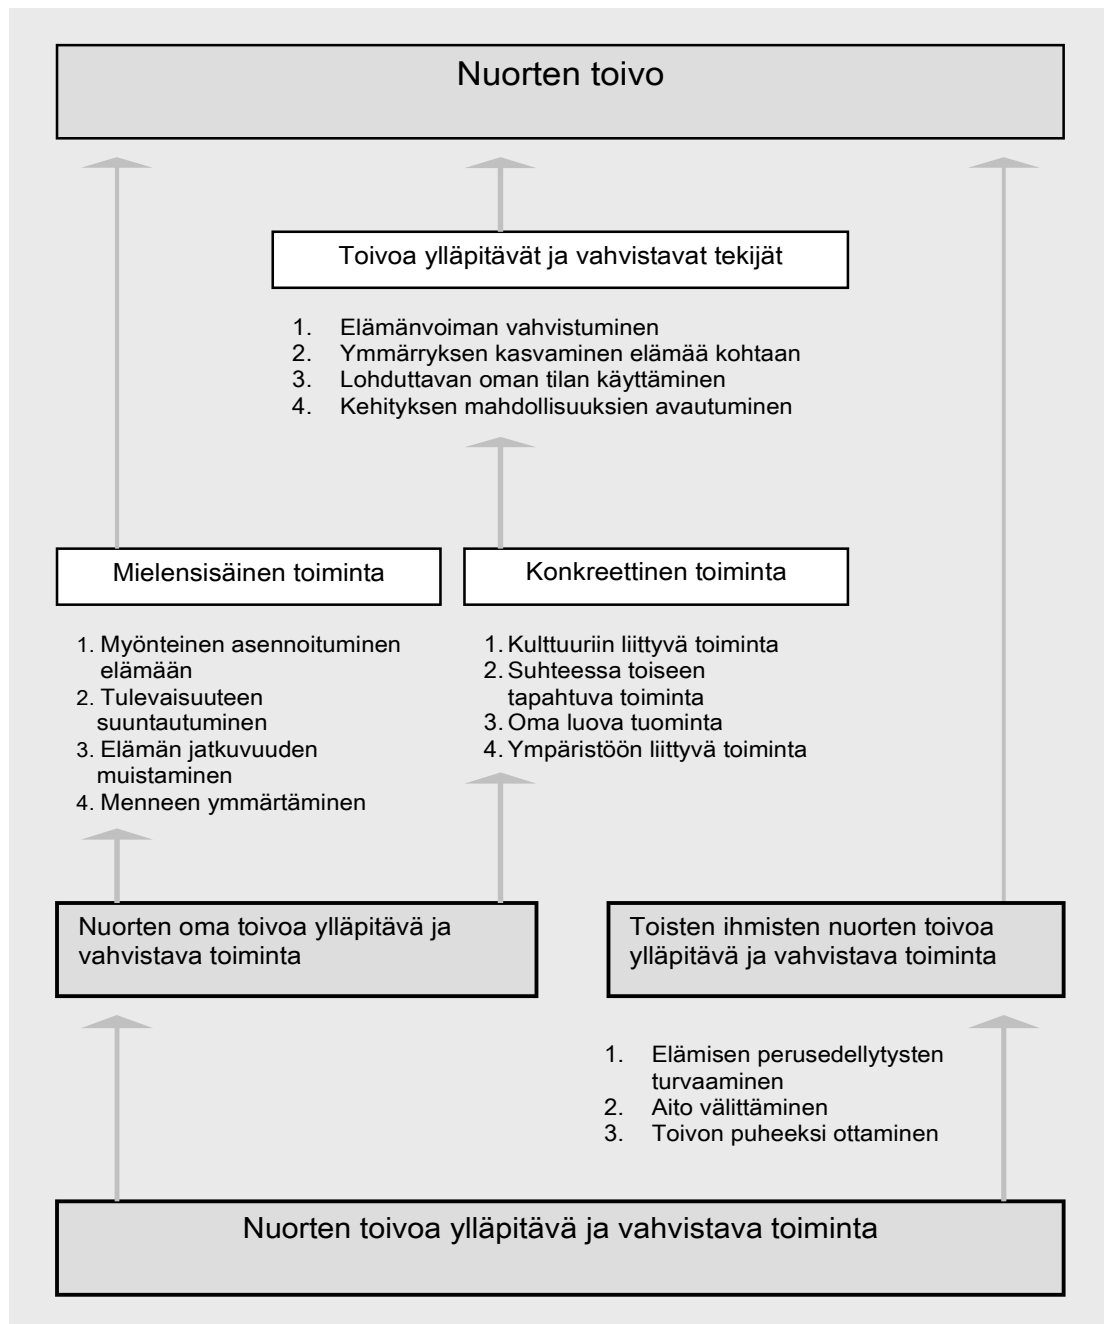 Nuorten toivo
Toivoa ylläpitävät ja vahvistavat tekijät
1. Elämänvoiman vahvistuminen
2. Ymmärryksen kasvaminen elämää kohtaan
3. Lohduttavan oman tilan käyttäminen
4. Kehityksen mahdollisuuksien avautuminen
Mielensisäinen toiminta
1. Myönteinen asennoituminen
elämään
2. Tulevaisuuteen
suuntautuminen
3. Elämän jatkuvuuden
muistaminen
4. Menneen ymmärtäminen
Konkreettinen toiminta
1. Kulttuuriin liittyvä toiminta
2. Suhteessa toiseen
tapahtuva toiminta
3. Oma luova tuominta
4. Ympäristöön liittyvä toiminta
Nuorten oma toivoa ylläpitävä ja
vahvistava toiminta
Toisten ihmisten nuorten toivoa
ylläpitävä ja vahvistava toiminta
1. Elämisen perusedellytysten
turvaaminen
2. Aito välittäminen
3. Toivon puheeksi ottaminen
Nuorten toivoa ylläpitävä ja vahvistava toiminta